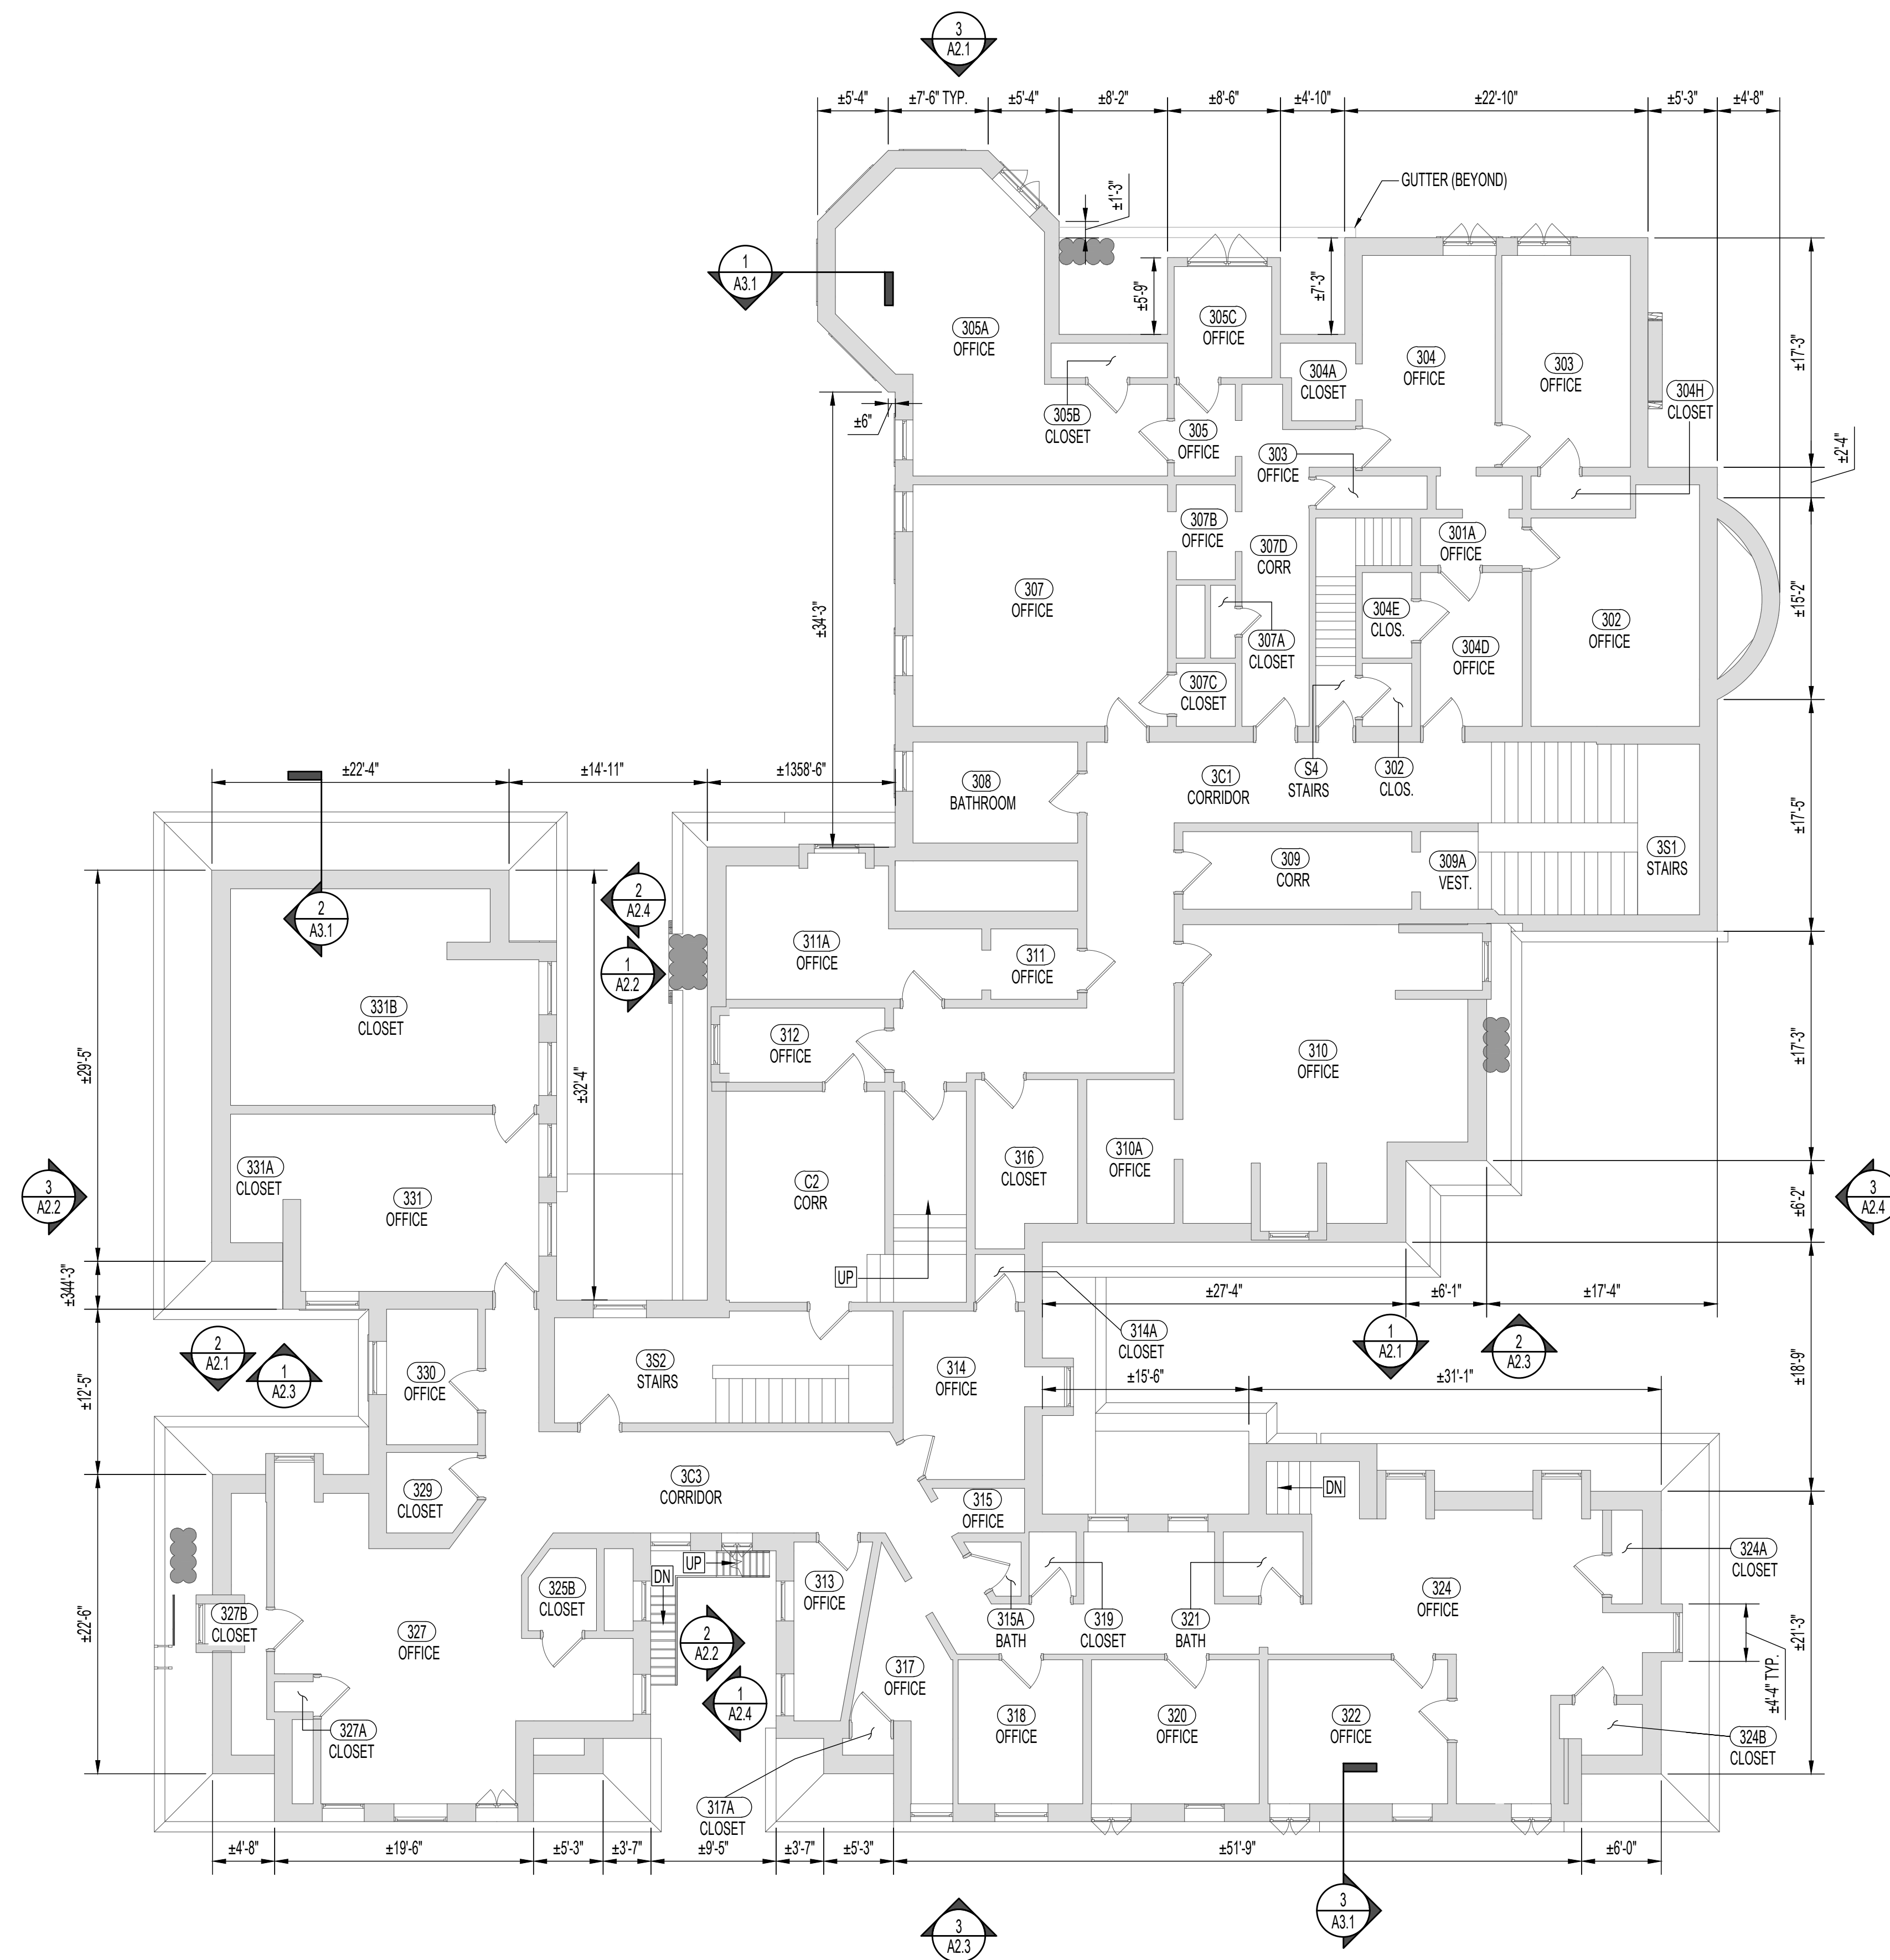 3
A2.1
±5'-4"
±7'-6" TYP.
±5'-4"
±8'-2"
±8'-6"
±4'-10"
±22'-10"
±5'-3"
±4'-8"
±1'-3"
GUTTER (BEYOND)
1
A3.1
±5'-9"
±7'-3"
±17'-3"
305A
OFFICE
305C
OFFICE
304A
CLOSET
304
OFFICE
303
OFFICE
304H
CLOSET
±6"
305B
CLOSET
305
OFFICE
303
OFFICE
±2'-4"
307B
OFFICE
307D
CORR
301A
OFFICE
±34'-3"
307
OFFICE
307A
CLOSET
304E
CLOS.
304D
OFFICE
302
OFFICE
±15'-2"
307C
CLOSET
±22'-4"
±14'-11"
±1358'-6"
308
BATHROOM
3C1
CORRIDOR
S4
STAIRS
302
CLOS.
±17'-5"
309
CORR
309A
VEST.
3S1
STAIRS
2
A3.1
2
A2.4
1
A2.2
311A
OFFICE
311
OFFICE
331B
CLOSET
±29'-5"
±32'-4"
312
OFFICE
310
OFFICE
±17'-3"
331A
CLOSET
331
OFFICE
C2
CORR
316
CLOSET
310A
OFFICE
3
A2.2
3
A2.4
±6'-2"
UP
±344'-3"
±27'-4"
±6'-1"
±17'-4"
2
A2.1
1
A2.3
314A
CLOSET
1
A2.1
2
A2.3
±12'-5"
330
OFFICE
3S2
STAIRS
314
OFFICE
±15'-6"
±31'-1"
±18'-9"
329
CLOSET
3C3
CORRIDOR
315
OFFICE
DN
±22'-6"
327B
CLOSET
327
OFFICE
325B
CLOSET
UP
DN
313
OFFICE
315A
BATH
319
CLOSET
321
BATH
324
OFFICE
324A
CLOSET
2
A2.2
1
A2.4
317
OFFICE
±4'-4" TYP.
±21'-3"
327A
CLOSET
318
OFFICE
320
OFFICE
322
OFFICE
324B
CLOSET
317A
CLOSET
±4'-8"
±19'-6"
±5'-3"
±3'-7"
±9'-5"
±3'-7"
±5'-3"
±51'-9"
±6'-0"
3
A2.3
3
A3.1